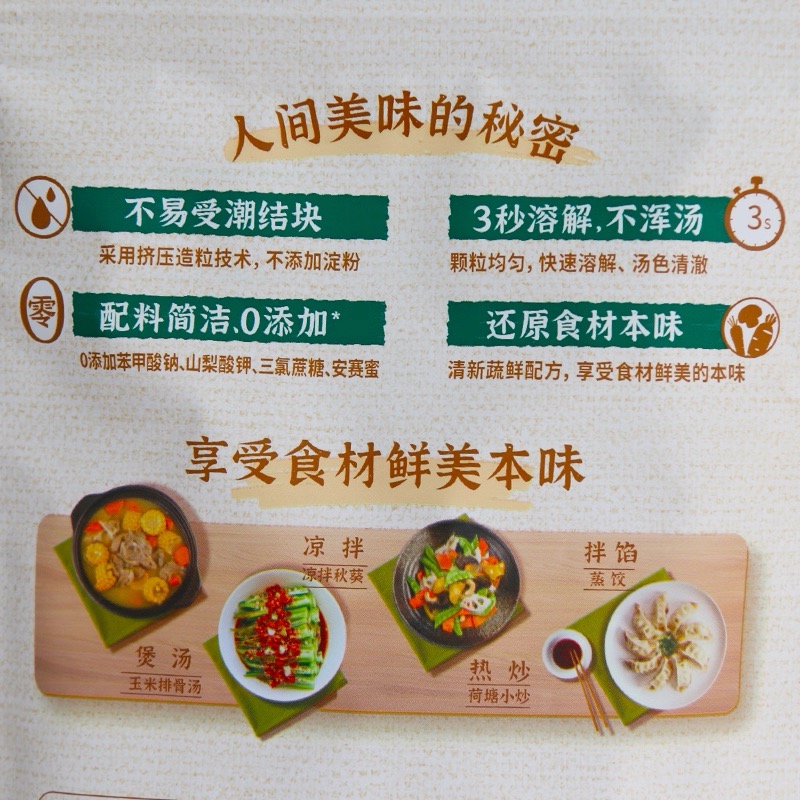 人间美味的秘密
不易受潮结块
采用挤压造粒技术，不添加淀粉
3秒溶解，不浑汤
3s
颗粒均匀，快速溶解、汤色清澈
零
配料简洁、0添加*
0添加苯甲酸钠、山梨酸钾、三氯蔗糖、安赛蜜
还原食材本味
清新蔬鲜配方，享受食材鲜美的本味
享受食材鲜美本味
凉拌
凉拌秋葵
拌馅
蒸饺
煲汤
玉米排骨汤
热炒
荷塘小炒